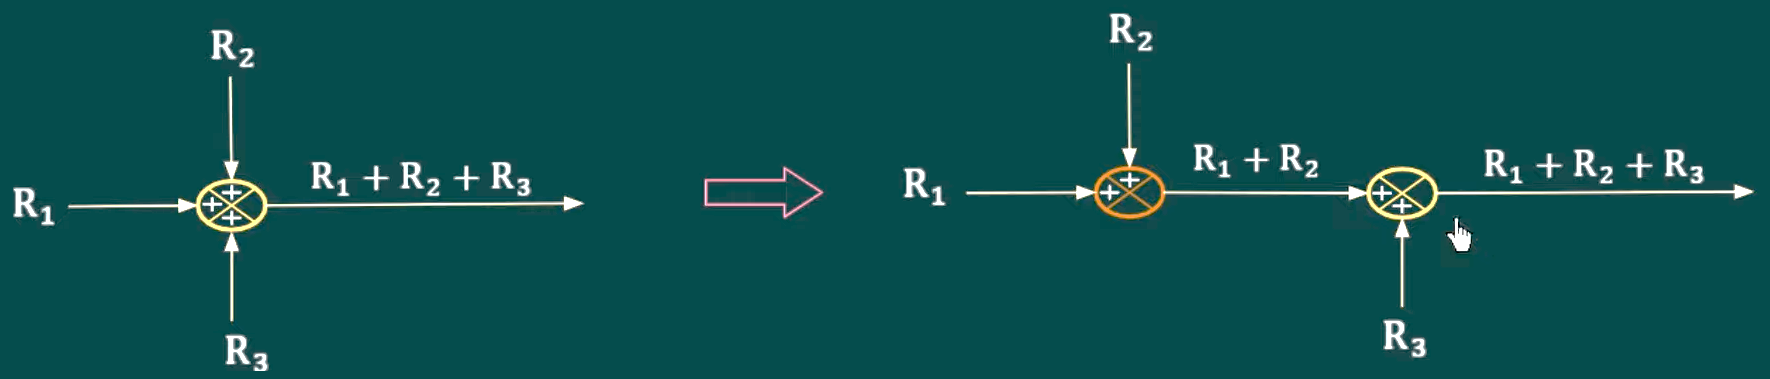 R₂
R₁
R₁ + R₂ + R₃
+
+
+
R₃
R₂
R₁
R₁ + R₂
R₁ + R₂ + R₃
+
+
+
+
R₃